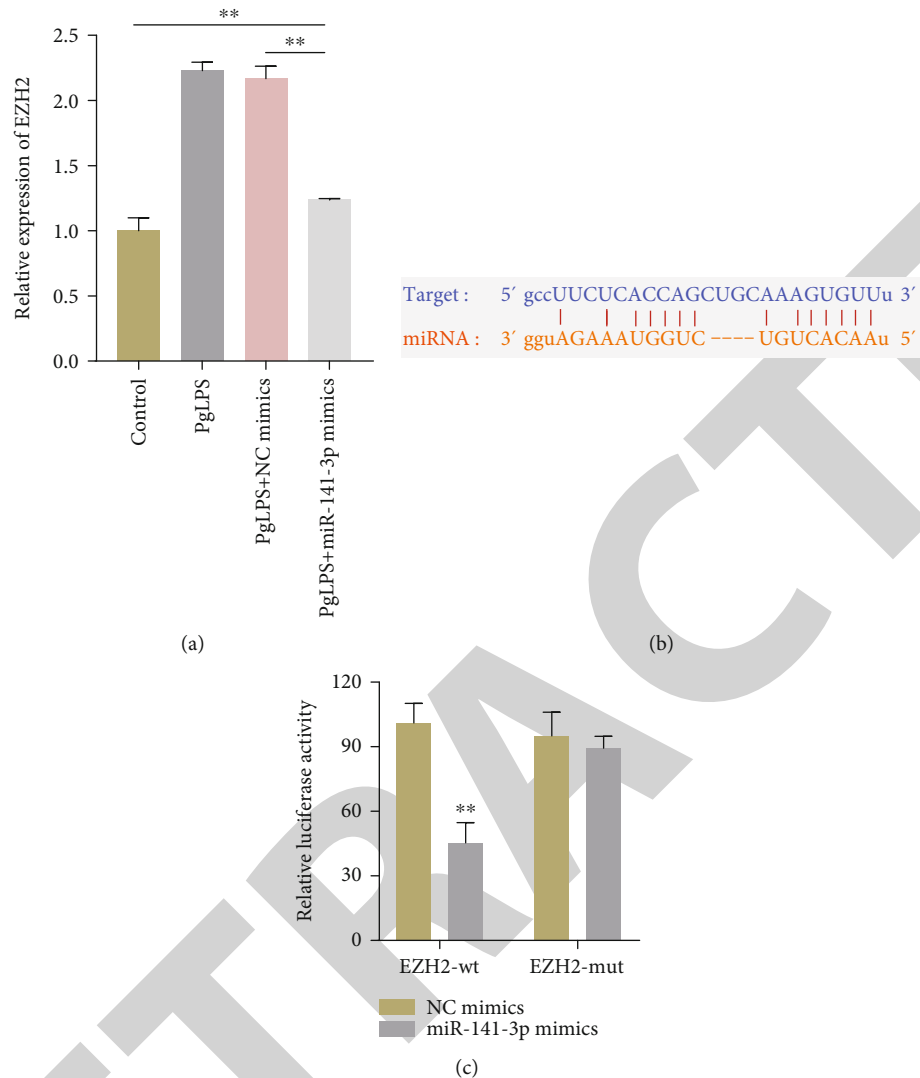 **
**
2.5
2.0
1.5
1.0
0.5
0.0
Relative expression of EZH2
Control
PgLPS
PgLPS+NC mimics
PgLPS+miR-141-3p mimics
(a)
Target : 5′ gccUUCUCACCAGCUGCAAAGUGUUu 3′
miRNA : 3′ gguAGAAAUGGUC ----UGUCACAAu 5′
(b)
120
90
60
30
0
Relative luciferase activity
**
EZH2-wt EZH2-mut
NC mimics
miR-141-3p mimics
(c)